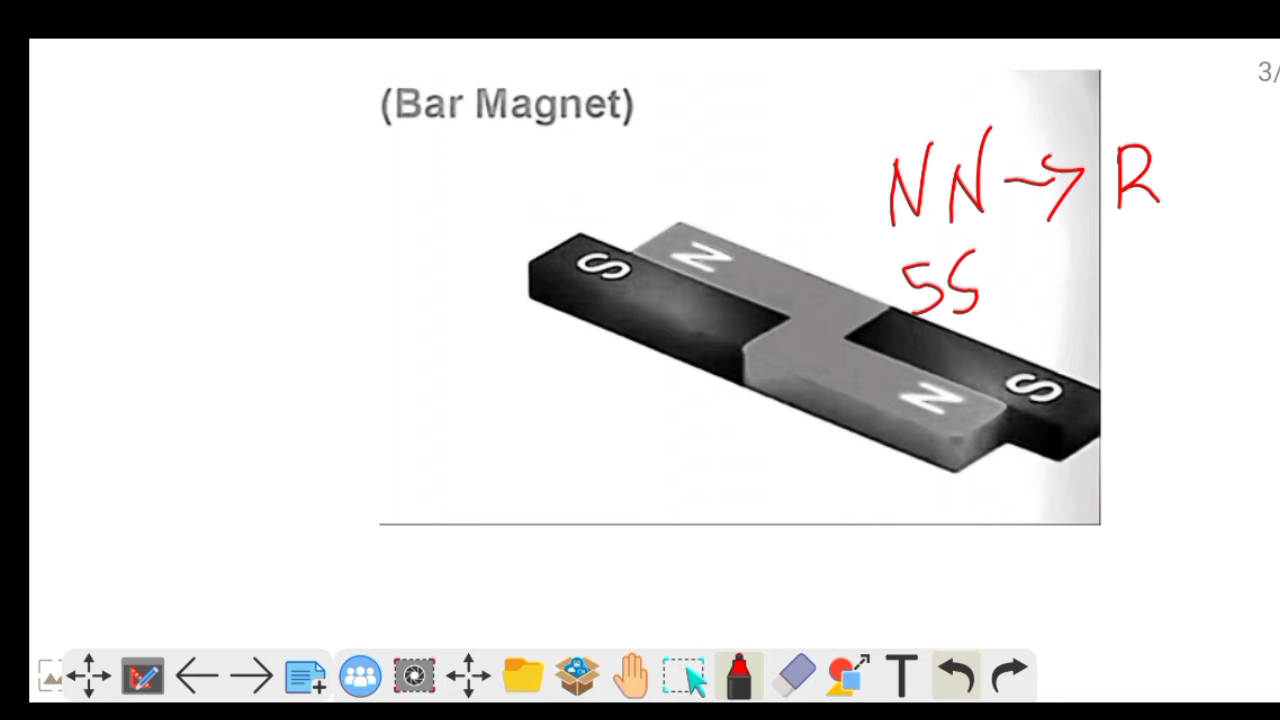 3/
(Bar Magnet)
NN → R
SS
S N
N S
T